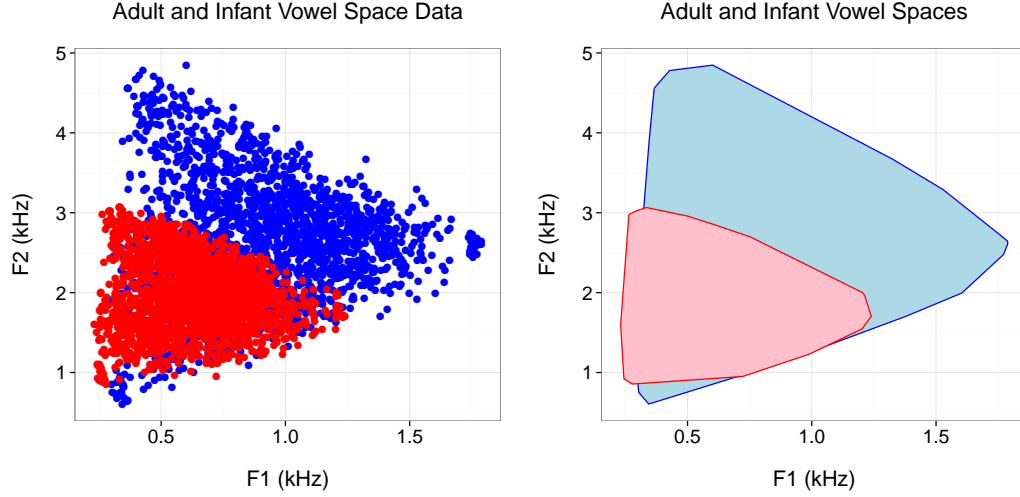 Adult and Infant Vowel Space Data
5
4
3
2
1
F2 (kHz)
0.5 1.0 1.5
F1 (kHz)
Adult and Infant Vowel Spaces
5
4
3
2
1
F2 (kHz)
0.5 1.0 1.5
F1 (kHz)